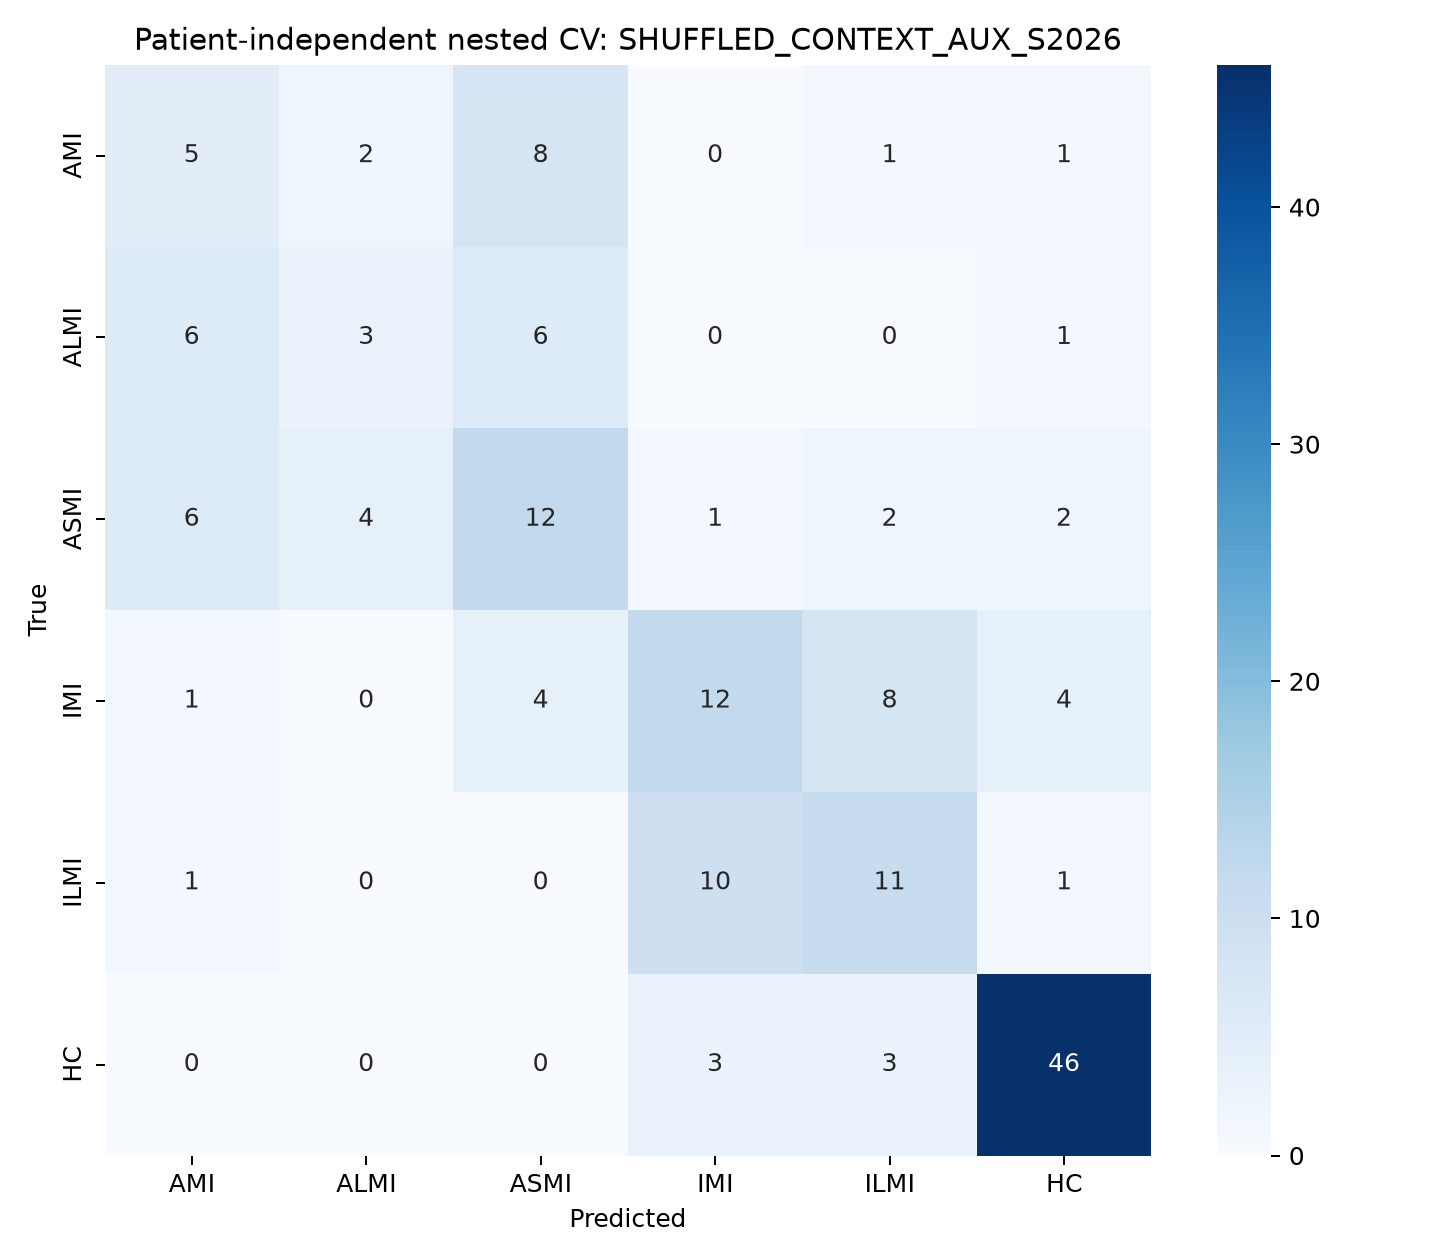 Patient-independent nested CV: SHUFFLED_CONTEXT_AUX_S2026
True
AMI 5 2 8 0 1 1
ALMI 6 3 6 0 0 1
ASMI 6 4 12 1 2 2
IMI 1 0 4 12 8 4
ILMI 1 0 0 10 11 1
HC 0 0 0 3 3 46
AMI ALMI ASMI IMI ILMI HC
Predicted
40
30
20
10
0